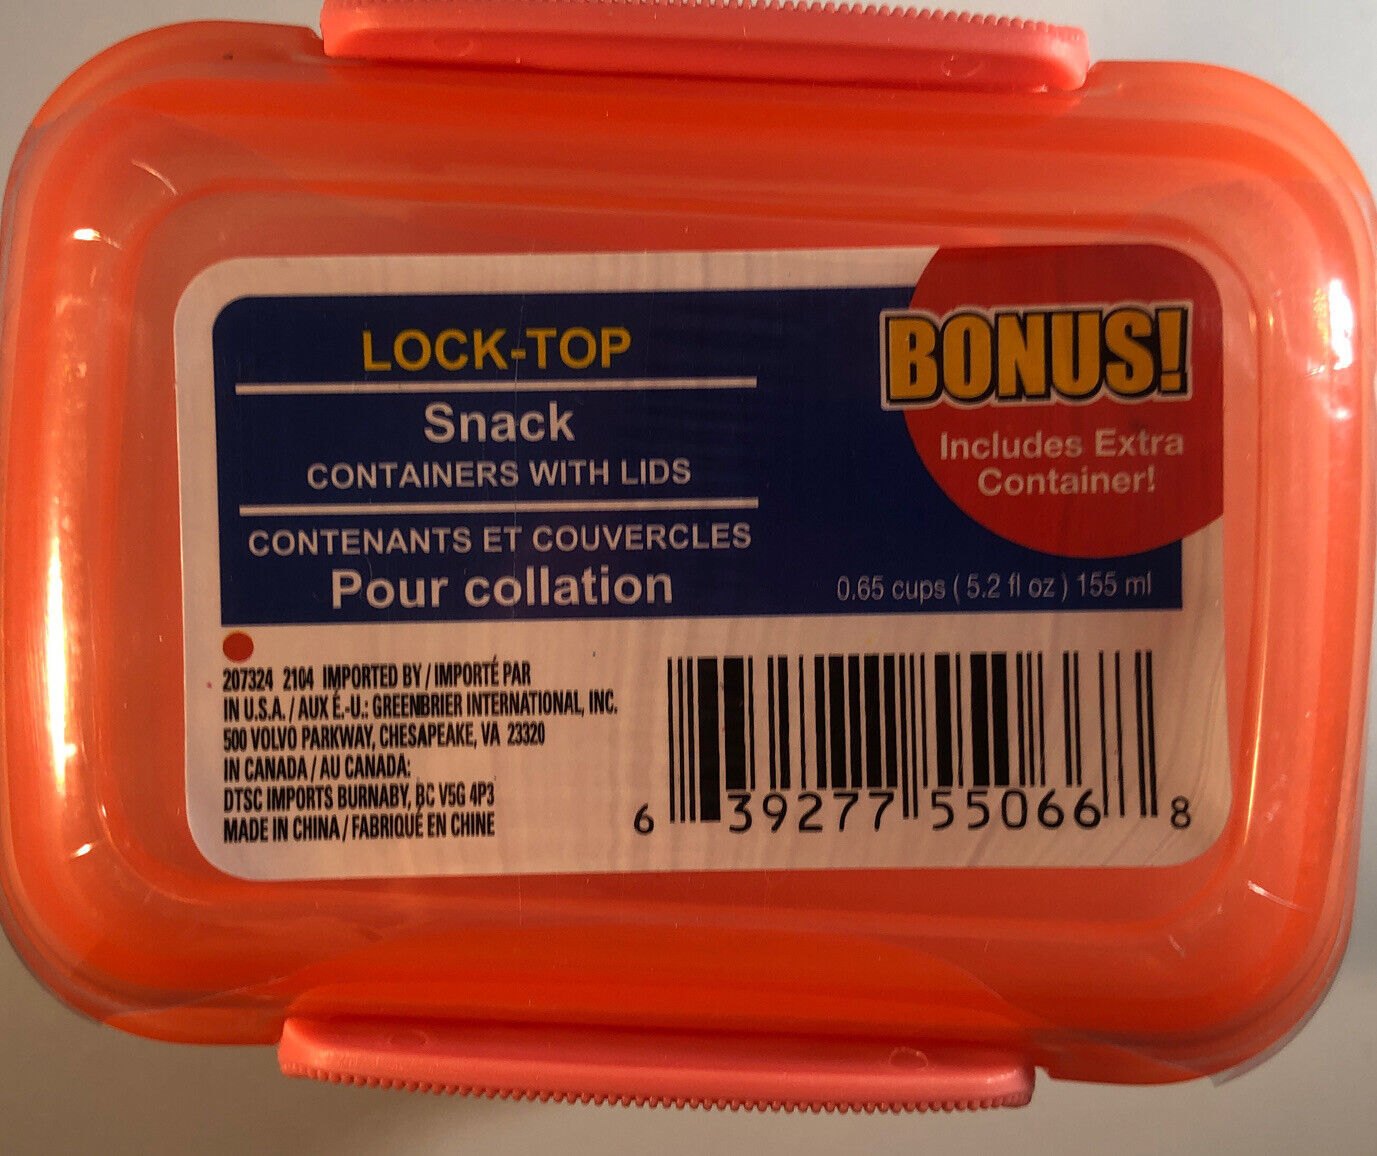 LOCK-TOP
Snack
CONTAINERS WITH LIDS
CONTENANTS ET COUVERCLES
Pour collation
BONUS!
Includes Extra
Container!
0.65 cups ( 5.2 fl oz ) 155 ml
207324 2104 IMPORTED BY / IMPORTÉ PAR
IN U.S.A. / AUX É.-U.: GREENBRIER INTERNATIONAL, INC.
500 VOLVO PARKWAY, CHESAPEAKE, VA 23320
IN CANADA / AU CANADA:
DTSC IMPORTS BURNABY, BC V5G 4P3
MADE IN CHINA / FABRIQUÉ EN CHINE
6 39277 55066 8